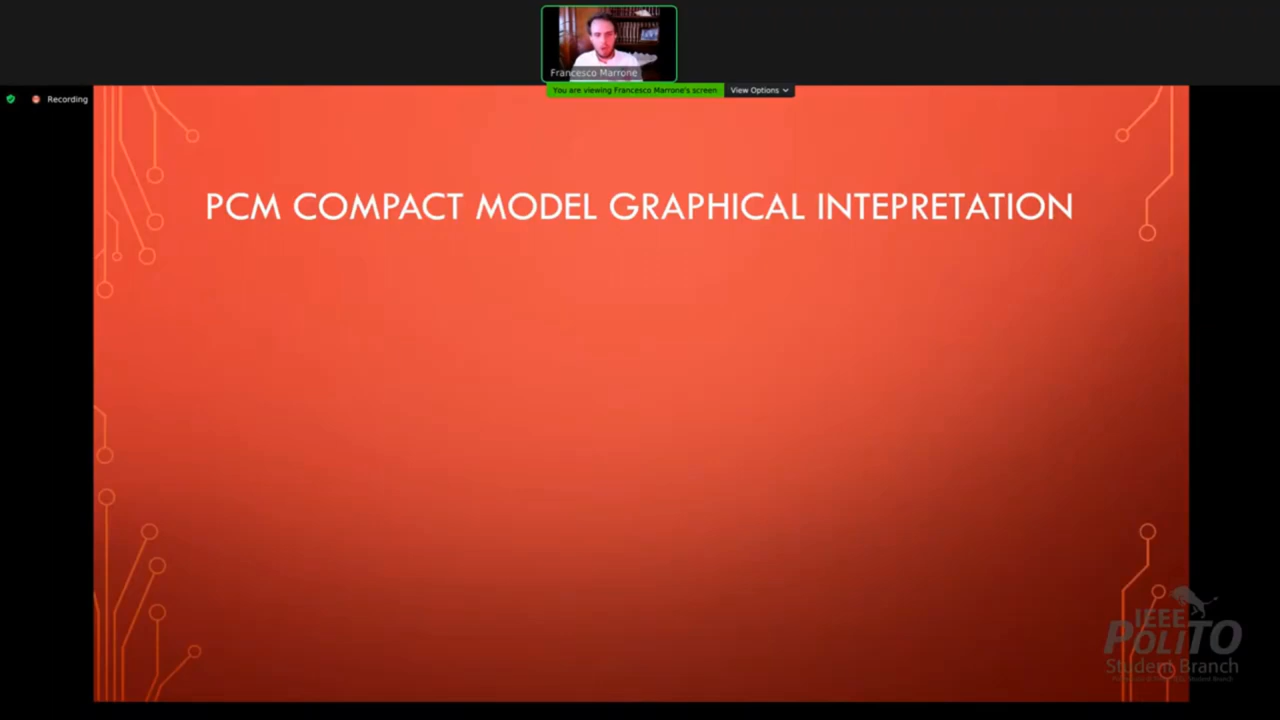 Francesco Marrone
You are viewing Francesco Marrone's screen
View Options
Recording
PCM COMPACT MODEL GRAPHICAL INTEPRETATION
IEEE
POLITO
Student Branch